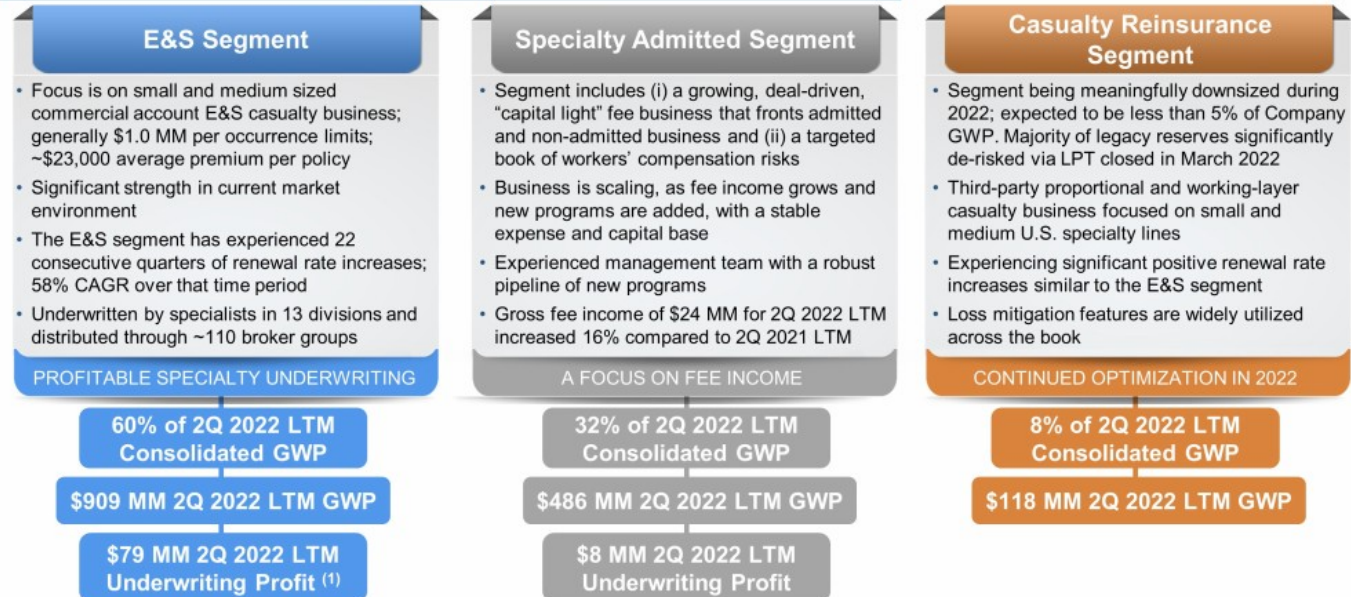 E&S Segment
• Focus is on small and medium sized
commercial account E&S casualty business;
generally $1.0 MM per occurrence limits;
~$23,000 average premium per policy
• Significant strength in current market
environment
• The E&S segment has experienced 22
consecutive quarters of renewal rate increases;
58% CAGR over that time period
• Underwritten by specialists in 13 divisions and
distributed through ~110 broker groups
PROFITABLE SPECIALTY UNDERWRITING
60% of 2Q 2022 LTM
Consolidated GWP
$909 MM 2Q 2022 LTM GWP
$79 MM 2Q 2022 LTM
Underwriting Profit (1)
Specialty Admitted Segment
• Segment includes (i) a growing, deal-driven,
“capital light” fee business that fronts admitted
and non-admitted business and (ii) a targeted
book of workers’ compensation risks
• Business is scaling, as fee income grows and
new programs are added, with a stable
expense and capital base
• Experienced management team with a robust
pipeline of new programs
• Gross fee income of $24 MM for 2Q 2022 LTM
increased 16% compared to 2Q 2021 LTM
A FOCUS ON FEE INCOME
32% of 2Q 2022 LTM
Consolidated GWP
$486 MM 2Q 2022 LTM GWP
$8 MM 2Q 2022 LTM
Underwriting Profit
Casualty Reinsurance
Segment
• Segment being meaningfully downsized during
2022; expected to be less than 5% of Company
GWP. Majority of legacy reserves significantly
de-risked via LPT closed in March 2022
• Third-party proportional and working-layer
casualty business focused on small and
medium U.S. specialty lines
• Experiencing significant positive renewal rate
increases similar to the E&S segment
• Loss mitigation features are widely utilized
across the book
CONTINUED OPTIMIZATION IN 2022
8% of 2Q 2022 LTM
Consolidated GWP
$118 MM 2Q 2022 LTM GWP